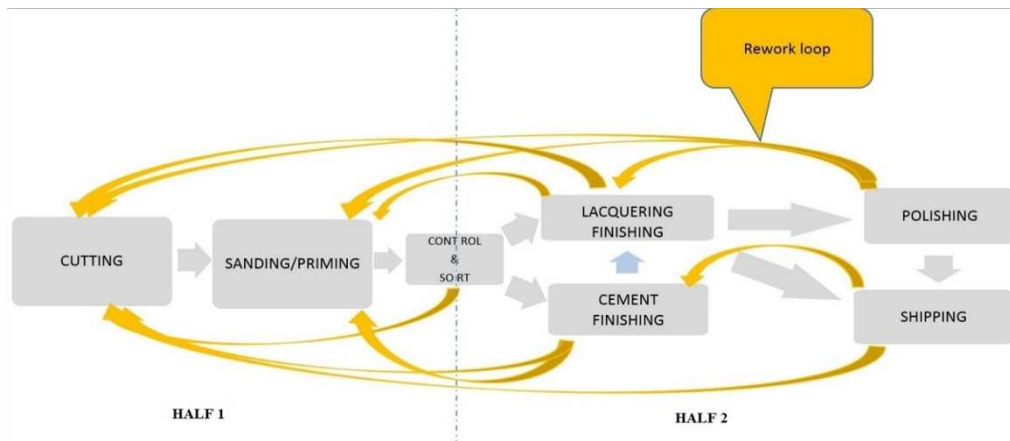 Rework loop
CUTTING
SANDING/PRIMING
CONT ROL
&
SO RT
LACQUERING
FINISHING
CEMENT
FINISHING
POLISHING
SHIPPING
HALF 1
HALF 2